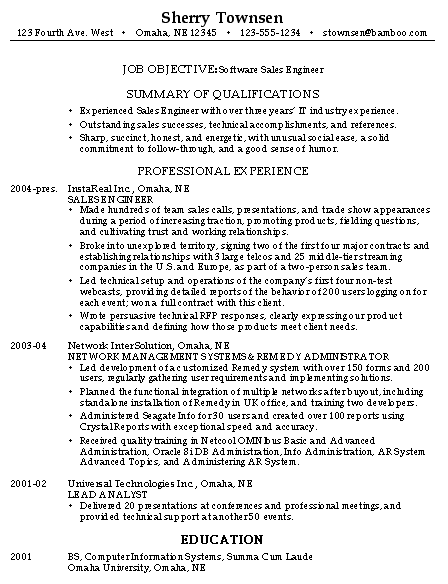 Sherry Townsen
123 Fourth Ave. West • Omaha, NE 12345 • 123-555-1234 • stownsen@bamboo.com
JOB OBJECTIVE: Software Sales Engineer
SUMMARY OF QUALIFICATIONS
• Experienced Sales Engineer with over three years' IT industry experience.
• Outstanding sales successes, technical accomplishments, and references.
• Sharp, succinct, honest, and energetic, with unusual social ease, a solid
commitment to follow-through, and a good sense of humor.
PROFESSIONAL EXPERIENCE
2004-pres. InstaReal Inc., Omaha, NE
SALES ENGINEER
• Made hundreds of team sales calls, presentations, and trade show appearances
during a period of increasing traction, promoting products, fielding questions,
and cultivating trust and working relationships.
• Broke into unexplored territory, signing two of the first four major contracts and
establishing relationships with 3 large telcos and 25 middle-tier streaming
companies in the U.S. and Europe, as part of a two-person sales team.
• Led technical setup and operations of the company's first four non-test
webcasts, providing detailed reports of the behavior of 200 users logging on for
each event; won a full contract with this client.
• Wrote persuasive technical RFP responses, clearly expressing our product
capabilities and defining how those products meet client needs.
2003-04 Network InterSolution, Omaha, NE
NETWORK MANAGEMENT SYSTEMS & REMEDY ADMINISTRATOR
• Led development of a customized Remedy system with over 150 forms and 200
users, regularly gathering user requirements and implementing solutions.
• Planned the functional integration of multiple networks after buyout, including
standalone installation of Remedy in UK office, and training two developers.
• Administered Seagate Info for 30 users and created over 100 reports using
Crystal Reports with exceptional speed and accuracy.
• Received quality training in Netcool OMNIbus Basic and Advanced
Administration, Oracle 8i DB Administration, Info Administration, AR System
Advanced Topics, and Administering AR System.
2001-02 Universal Technologies Inc., Omaha, NE
LEAD ANALYST
• Delivered 20 presentations at conferences and professional meetings, and
provided technical support at another 50 events.
EDUCATION
2001 BS, Computer Information Systems, Summa Cum Laude
Omaha University, Omaha, NE